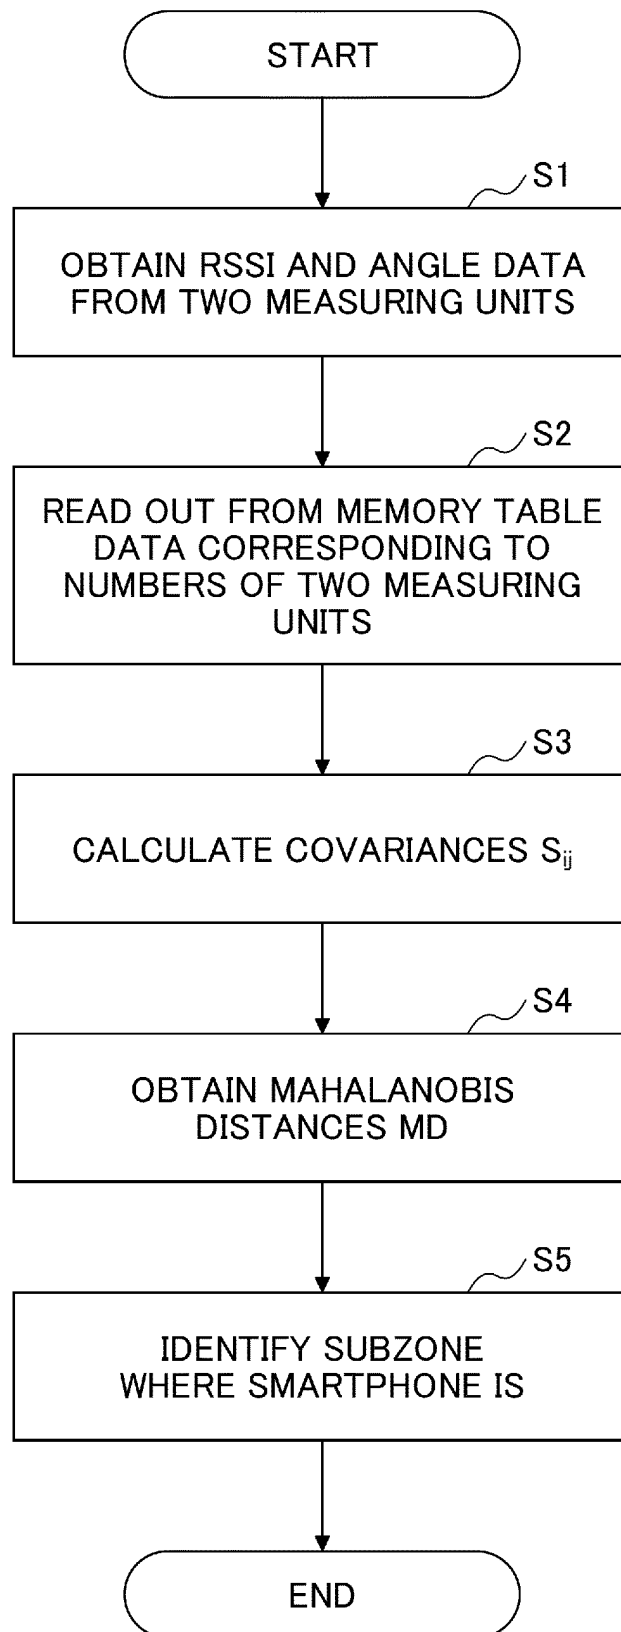 START
S1
OBTAIN RSSI AND ANGLE DATA
FROM TWO MEASURING UNITS
S2
READ OUT FROM MEMORY TABLE
DATA CORRESPONDING TO
NUMBERS OF TWO MEASURING
UNITS
S3
CALCULATE COVARIANCES Sij
S4
OBTAIN MAHALANOBIS
DISTANCES MD
S5
IDENTIFY SUBZONE
WHERE SMARTPHONE IS
END